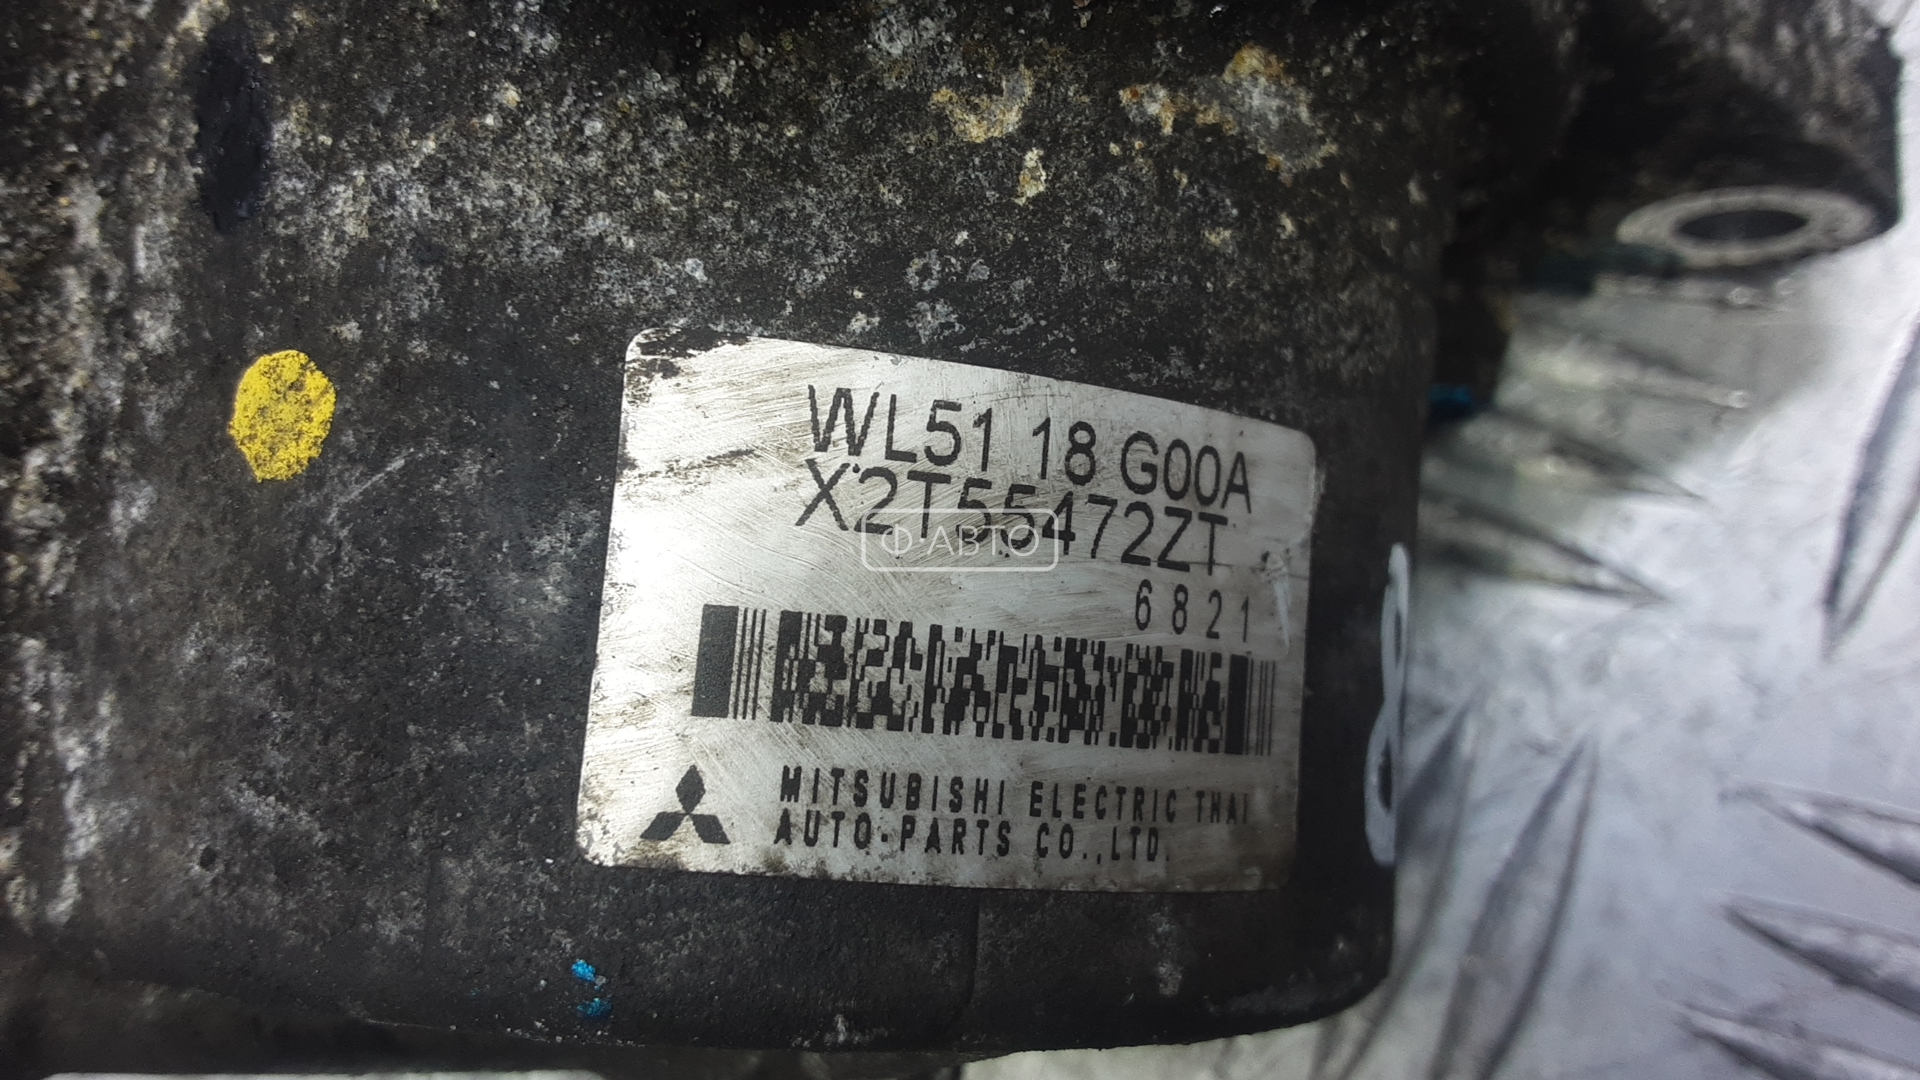 WL51 18 G00A
X2T55472ZT
Ф АВТО
6821
MITSUBISHI ELECTRIC THAI
AUTO-PARTS CO.,LTD.